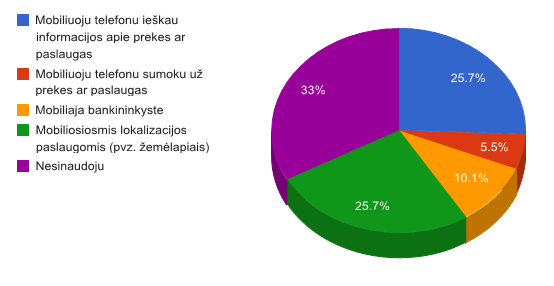 Mobiliuoju telefonu ieškau
informacijos apie prekes ar
paslaugas
Mobiliuoju telefonu sumoku už
prekes ar paslaugas
Mobiliaja bankininkyste
Mobiliosiosmis lokalizacijos
paslaugomis (pvz. žemėlapiais)
Nesinaudoju
25.7%
5.5%
10.1%
25.7%
33%